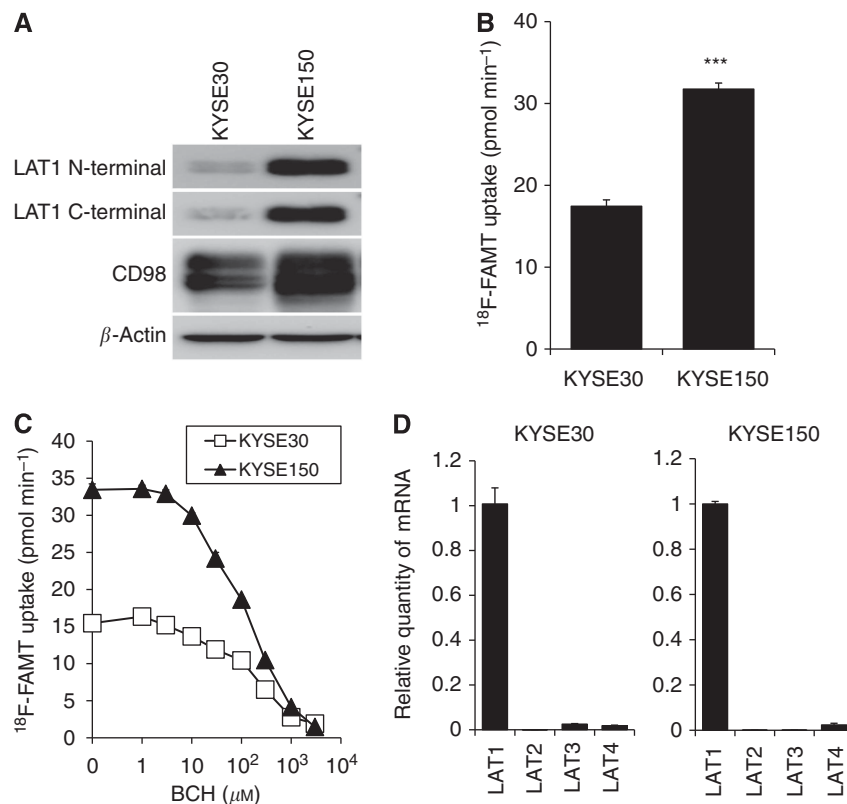 A
KYSE30
KYSE150
LAT1 N-terminal
LAT1 C-terminal
CD98
β-Actin
B
¹⁸F-FAMT uptake (pmol min⁻¹)
40
30
20
10
0
***
KYSE30
KYSE150
C
¹⁸F-FAMT uptake (pmol min⁻¹)
40
35
30
25
20
15
10
5
0
KYSE30
KYSE150
0
1
10
10²
10³
10⁴
BCH (μM)
D
Relative quantity of mRNA
KYSE30
1.2
1
0.8
0.6
0.4
0.2
0
LAT1
LAT2
LAT3
LAT4
KYSE150
1.2
1
0.8
0.6
0.4
0.2
0
LAT1
LAT2
LAT3
LAT4